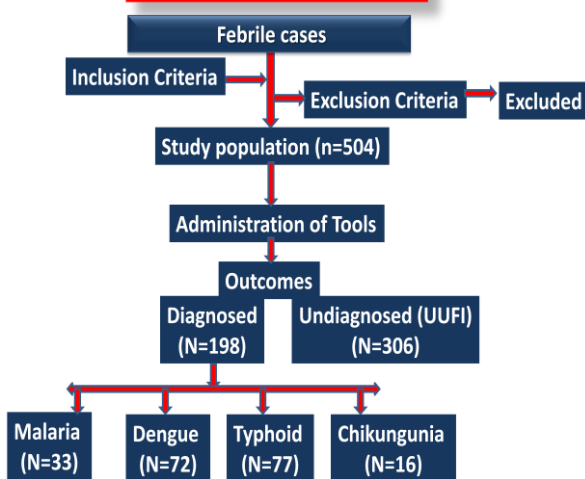 Febrile cases
Inclusion Criteria
Exclusion Criteria
Excluded
Study population (n=504)
Administration of Tools
Outcomes
Diagnosed
(N=198)
Undiagnosed (UUFI)
(N=306)
Malaria
(N=33)
Dengue
(N=72)
Typhoid
(N=77)
Chikungunia
(N=16)